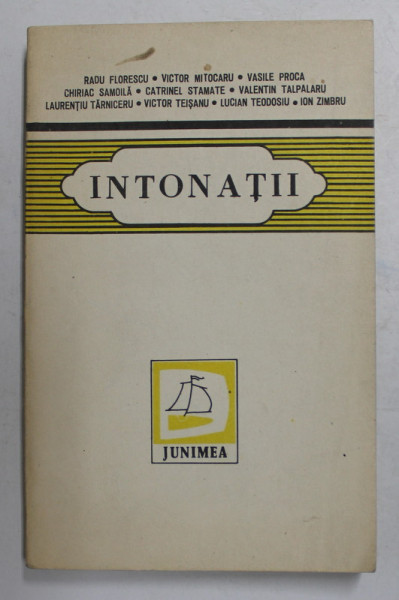 RADU FLORESCU • VICTOR MITOCARU • VASILE PROCA
CHIRIAC SAMOILĂ • CATRINEL STAMATE • VALENTIN TALPALARU
LAURENȚIU TĂRNICERU • VICTOR TEIȘANU • LUCIAN TEODOSIU • ION ZIMBRU
INTONAȚII
JUNIMEA